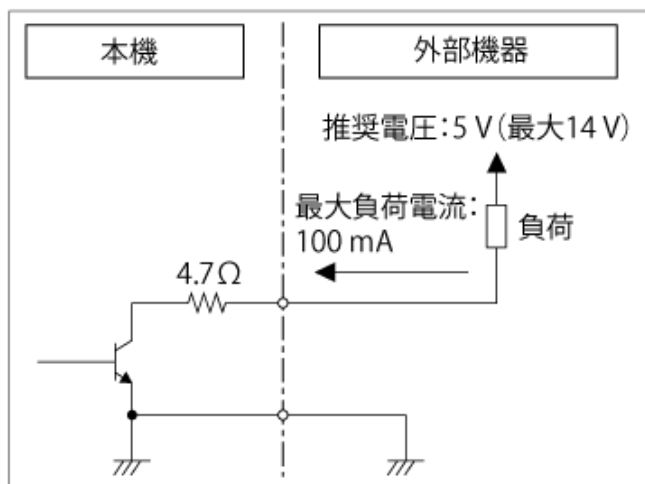 本機
外部機器
推奨電圧:5 V(最大14 V)
最大負荷電流:
100 mA
負荷
4.7Ω